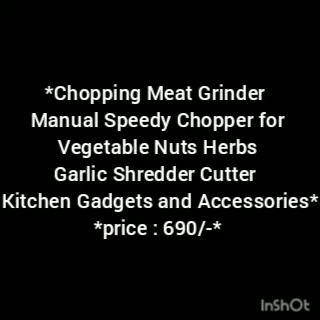 *Chopping Meat Grinder
Manual Speedy Chopper for
Vegetable Nuts Herbs
Garlic Shredder Cutter
Kitchen Gadgets and Accessories*
*price : 690/-*
InShOt